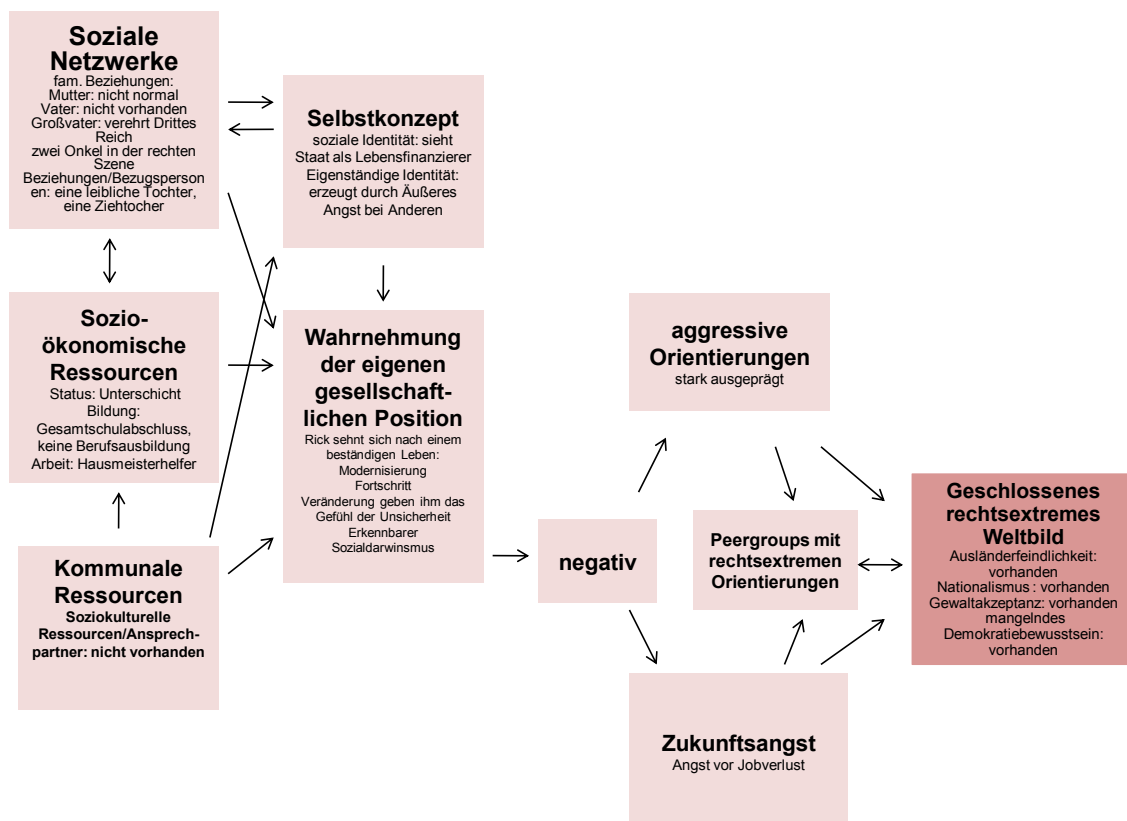 Soziale
Netzwerke
fam. Beziehungen:
Mutter: nicht normal
Vater: nicht vorhanden
Großvater: verehrt Drittes
Reich
zwei Onkel in der rechten
Szene
Beziehungen/Bezugsperson
en: eine leibliche Tochter,
eine Ziehtocher
Selbstkonzept
soziale Identität: sieht
Staat als Lebensfinanzierer
Eigenständige Identität:
erzeugt durch Äußeres
Angst bei Anderen
Sozio-
ökonomische
Ressourcen
Status: Unterschicht
Bildung:
Gesamtschulabschluss,
keine Berufsausbildung
Arbeit: Hausmeisterhelfer
Wahrnehmung
der eigenen
gesellschaft-
lichen Position
Rick sehnt sich nach einem
beständigen Leben:
Modernisierung
Fortschritt
Veränderung geben ihm das
Gefühl der Unsicherheit
Erkennbarer
Sozialdarwinsmus
Kommunale
Ressourcen
Soziokulturelle
Ressourcen/Ansprech-
partner: nicht vorhanden
negativ
aggressive
Orientierungen
stark ausgeprägt
Peergroups mit
rechtsextremen
Orientierungen
Zukunftsangst
Angst vor Jobverlust
Geschlossenes
rechtsextremes
Weltbild
Ausländerfeindlichkeit:
vorhanden
Nationalismus : vorhanden
Gewaltakzeptanz: vorhanden
mangelndes
Demokratiebewusstsein:
vorhanden